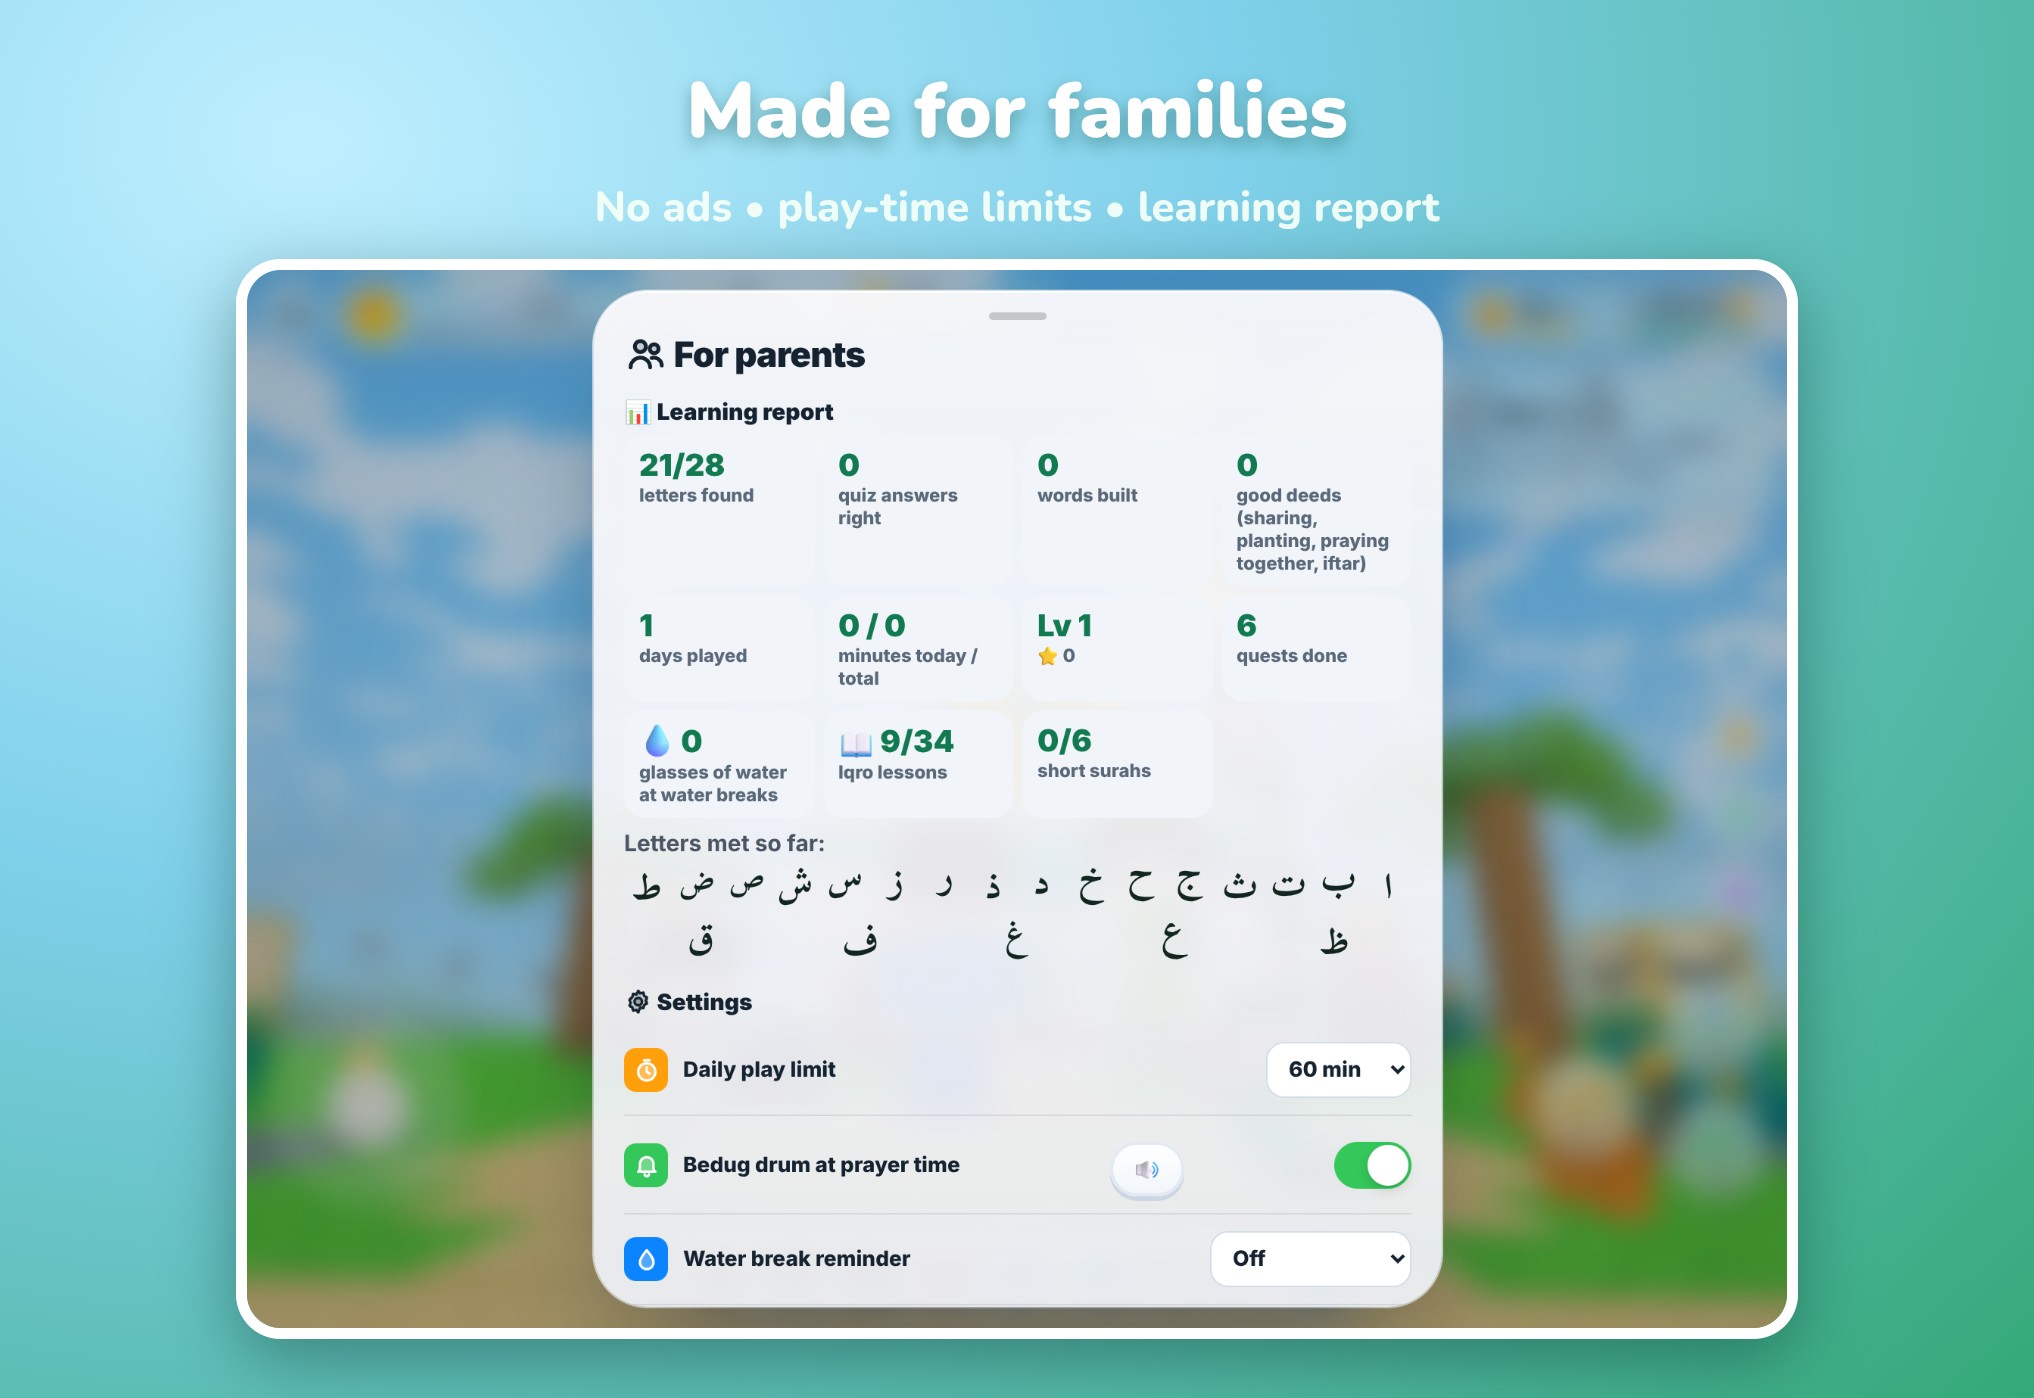 Made for families
No ads • play-time limits • learning report
For parents
📊 Learning report
21/28
letters found
0
quiz answers
right
0
words built
0
good deeds
(sharing,
planting, praying
together, iftar)
1
days played
0 / 0
minutes today /
total
Lv 1
⭐ 0
6
quests done
💧 0
glasses of water
at water breaks
📖 9/34
Iqro lessons
0/6
short surahs
Letters met so far:
ا ب ت ث ج ح خ د ذ ر ز س ش ص ض ط
ظ ع غ ف ق
Settings
Daily play limit
60 min
Bedug drum at prayer time
Water break reminder
Off